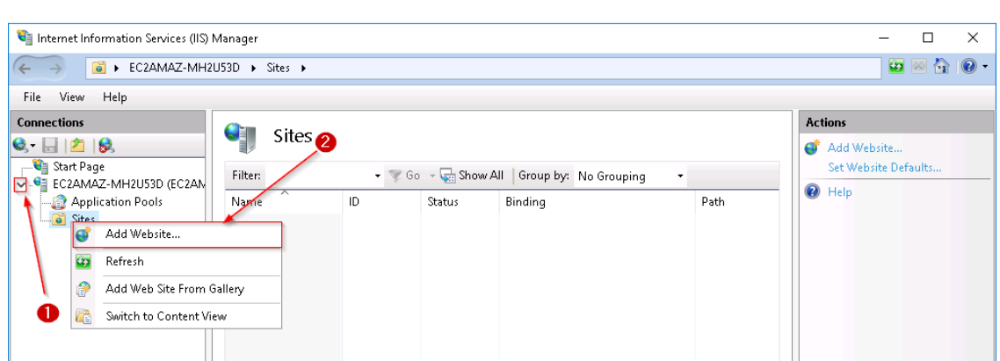 Internet Information Services (IIS) Manager
EC2AMAZ-MH2U53D Sites
File View Help
Connections
Start Page
EC2AMAZ-MH2U53D (EC2AM
Application Pools
Sites
Add Website...
Refresh
Add Web Site From Gallery
Switch to Content View
1
Sites
2
Filter: Go Show All Group by: No Grouping
Name ID Status Binding Path
Actions
Add Website...
Set Website Defaults...
Help